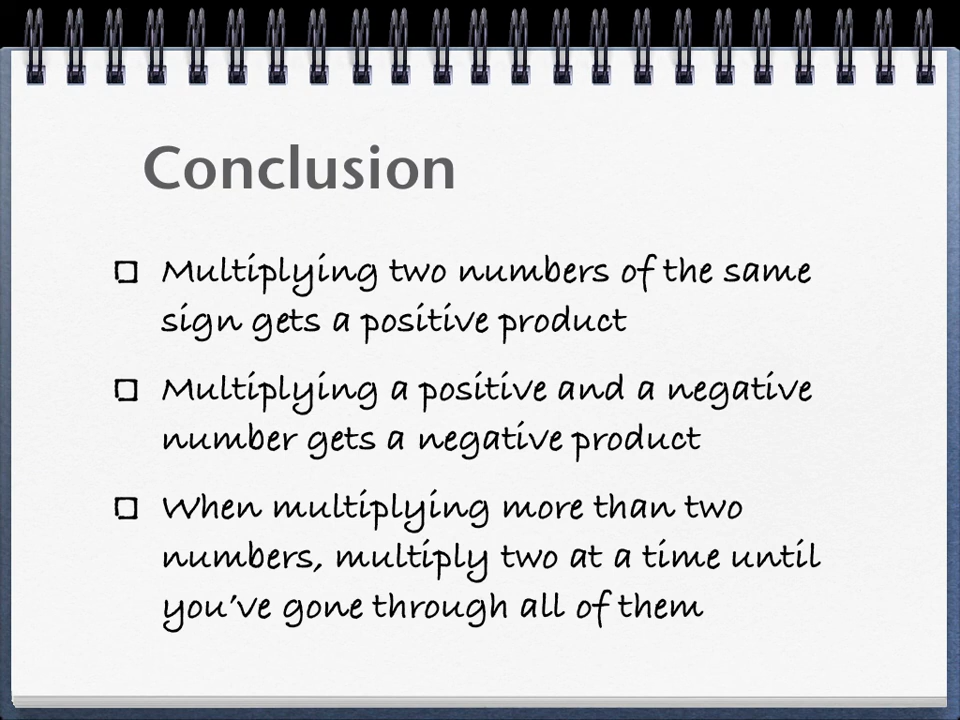 Conclusion
Multiplying two numbers of the same
sign gets a positive product
Multiplying a positive and a negative
number gets a negative product
When multiplying more than two
numbers, multiply two at a time until
you've gone through all of them